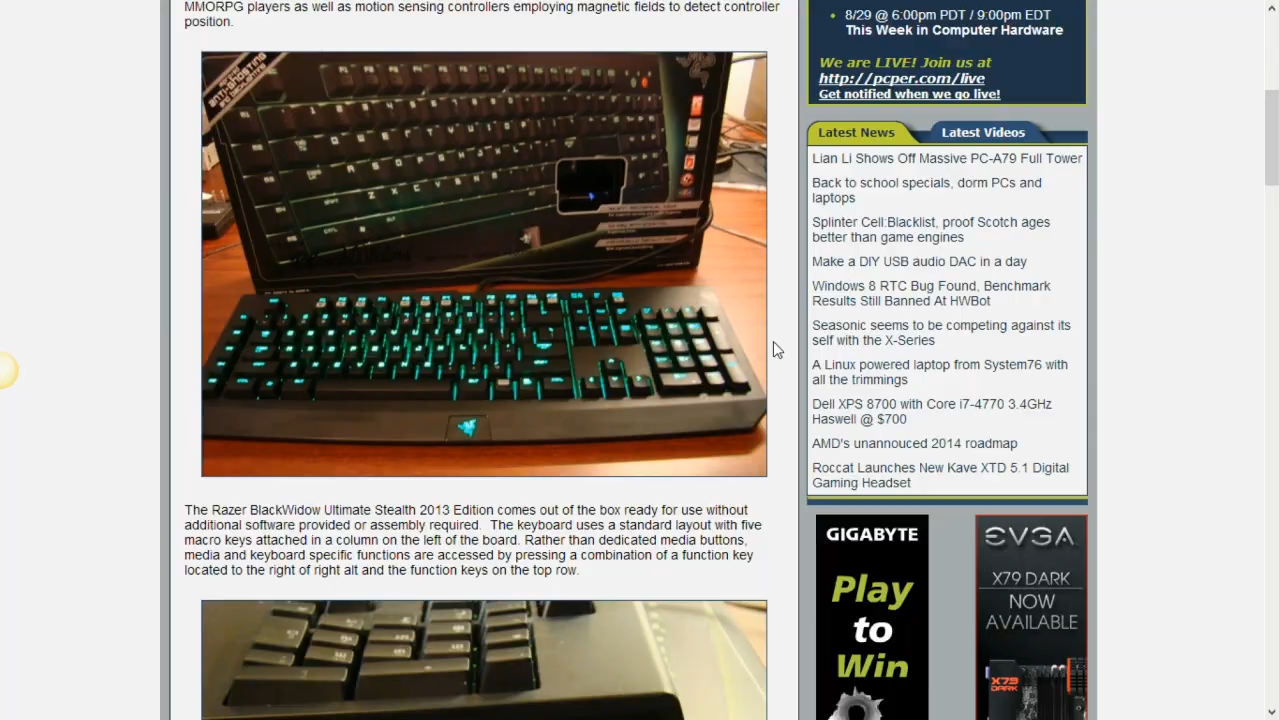 MMORPG players as well as motion sensing controllers employing magnetic fields to detect controller
position.
ANTI-GHOSTING
The Razer BlackWidow Ultimate Stealth 2013 Edition comes out of the box ready for use without
additional software provided or assembly required. The keyboard uses a standard layout with five
macro keys attached in a column on the left of the board. Rather than dedicated media buttons,
media and keyboard specific functions are accessed by pressing a combination of a function key
located to the right of right alt and the function keys on the top row.
8/29 @ 6:00pm PDT / 9:00pm EDT
This Week in Computer Hardware
We are LIVE! Join us at
http://pcper.com/live
Get notified when we go live!
Latest News
Latest Videos
Lian Li Shows Off Massive PC-A79 Full Tower
Back to school specials, dorm PCs and
laptops
Splinter Cell:Blacklist, proof Scotch ages
better than game engines
Make a DIY USB audio DAC in a day
Windows 8 RTC Bug Found, Benchmark
Results Still Banned At HWBot
Seasonic seems to be competing against its
self with the X-Series
A Linux powered laptop from System76 with
all the trimmings
Dell XPS 8700 with Core i7-4770 3.4GHz
Haswell @ $700
AMD's unannouced 2014 roadmap
Roccat Launches New Kave XTD 5.1 Digital
Gaming Headset
GIGABYTE
Play
to
Win
EVGA
X79 DARK
NOW
AVAILABLE
X79
DARK